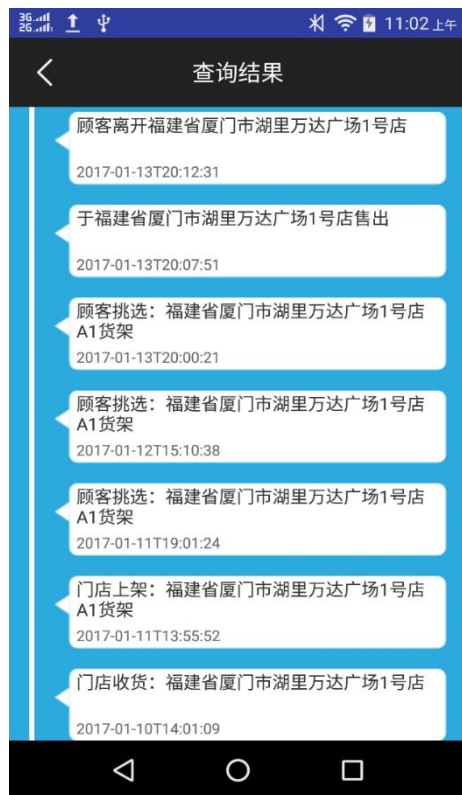 3G
2G
11:02 上午
查询结果
顾客离开福建省厦门市湖里万达广场1号店
2017-01-13T20:12:31
于福建省厦门市湖里万达广场1号店售出
2017-01-13T20:07:51
顾客挑选：福建省厦门市湖里万达广场1号店
A1货架
2017-01-13T20:00:21
顾客挑选：福建省厦门市湖里万达广场1号店
A1货架
2017-01-12T15:10:38
顾客挑选：福建省厦门市湖里万达广场1号店
A1货架
2017-01-11T19:01:24
门店上架：福建省厦门市湖里万达广场1号店
A1货架
2017-01-11T13:55:52
门店收货：福建省厦门市湖里万达广场1号店
2017-01-10T14:01:09